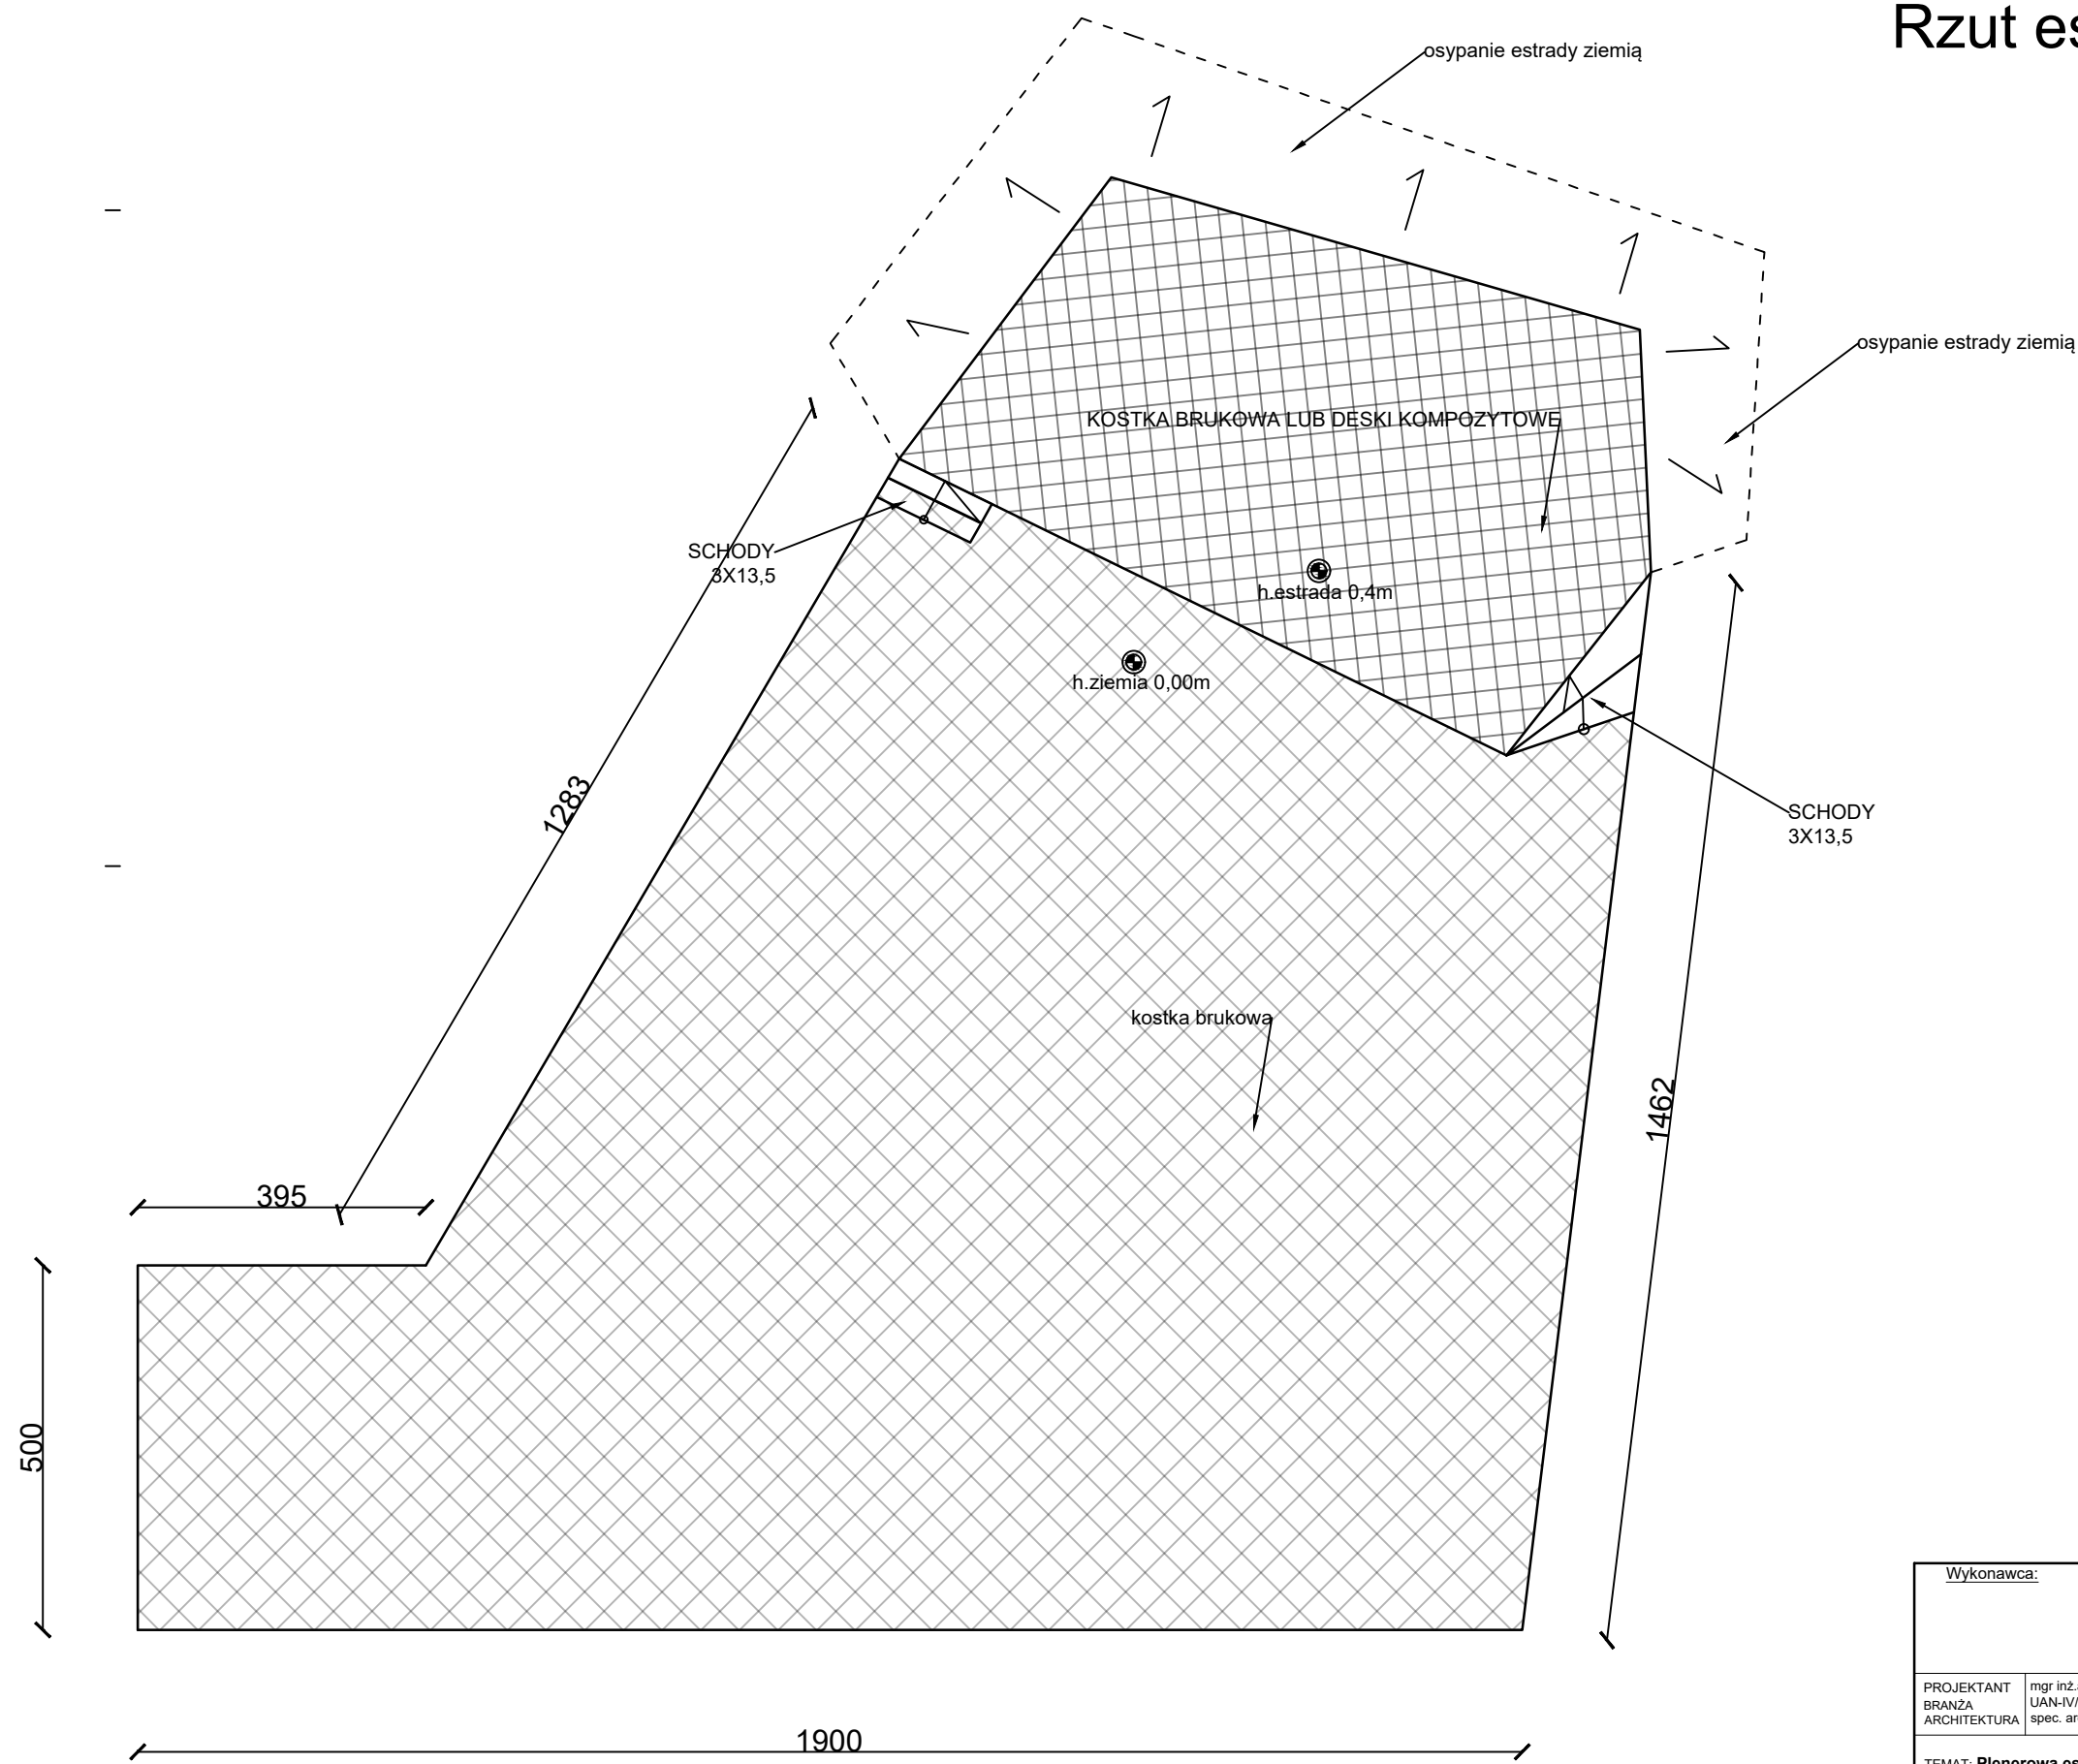 Rzut
osypanie estrady ziemią
osypanie estrady ziemią
KOSTKA BRUKOWA LUB DESKI KOMPOZYTOWE
SCHODY
3X13,5
h.estrada 0,4m
h.ziemia 0,00m
1283
SCHODY
3X13,5
kostka brukowa
1462
395
500
1900
Wykonawca:
PROJEKTANT
BRANŻA
ARCHITEKTURA
mgr inż.
UAN-IV/
spec.
TEMAT: Plenerowa